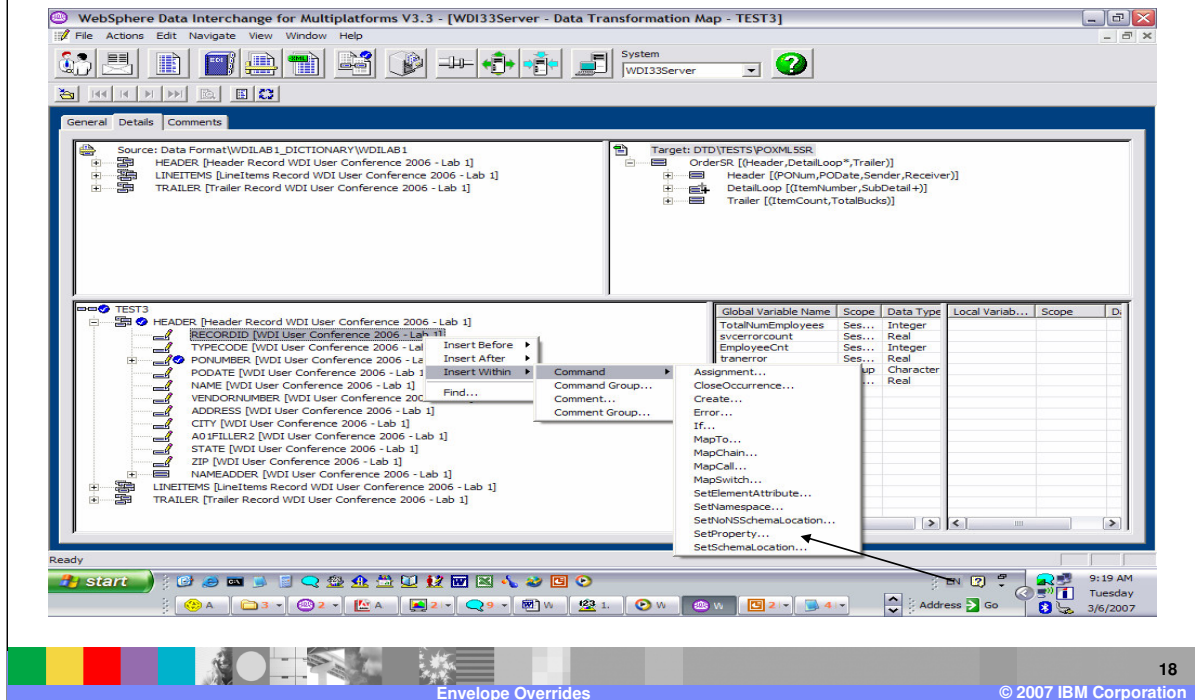 WebSphere Data Interchange for Multiplatforms V3.3 - [WDI33Server - Data Transformation Map - TEST3]
File Actions Edit Navigate View Window Help
System
WDI33Server
General Details Comments
Source: Data Format\WDILAB1_DICTIONARY\WDILAB1
HEADER [Header Record WDI User Conference 2006 - Lab 1]
LINEITEMS [LineItems Record WDI User Conference 2006 - Lab 1]
TRAILER [Trailer Record WDI User Conference 2006 - Lab 1]
Target: DTD\TESTS\POXMLSSR
OrderSR [(Header,DetailLoop*,Trailer)]
Header [(PONum,PODate,Sender,Receiver)]
DetailLoop [(ItemNumber,SubDetail+)]
Trailer [(ItemCount,TotalBucks)]
TEST3
HEADER [Header Record WDI User Conference 2006 - Lab 1]
RECORDID [WDI User Conference 2006 - Lab 1]
TYPECODE [WDI User Conference 2006 - Lab
PONUMBER [WDI User Conference 2006 - La
PODATE [WDI User Conference 2006 - Lab 1
NAME [WDI User Conference 2006 - Lab 1]
VENDORNUMBER [WDI User Conference 2006
ADDRESS [WDI User Conference 2006 - Lab 1]
CITY [WDI User Conference 2006 - Lab 1]
A01FILLER2 [WDI User Conference 2006 - Lab 1]
STATE [WDI User Conference 2006 - Lab 1]
ZIP [WDI User Conference 2006 - Lab 1]
NAMEADDER [WDI User Conference 2006 - Lab 1]
LINEITEMS [LineItems Record WDI User Conference 2006 - Lab 1]
TRAILER [Trailer Record WDI User Conference 2006 - Lab 1]
Insert Before
Insert After
Insert Within
Find...
Command
Command Group...
Comment...
Comment Group...
Assignment...
CloseOccurrence...
Create...
Error...
If...
MapTo...
MapChain...
MapCall...
MapSwitch...
SetElementAttribute...
SetNamespace...
SetNoNSSchemaLocation...
SetProperty...
SetSchemaLocation...
Global Variable Name Scope Data Type
TotalNumEmployees Ses... Integer
svcerrorcount Ses... Real
EmployeeCnt Ses... Integer
tranerror Ses... Real
up Character
... Real
Local Variab... Scope D
Ready
start
EN
9:19 AM
A 3 2 A 2 9 W 1. W W 2 4
Address Go
Tuesday
3/6/2007
18
Envelope Overrides
© 2007 IBM Corporation